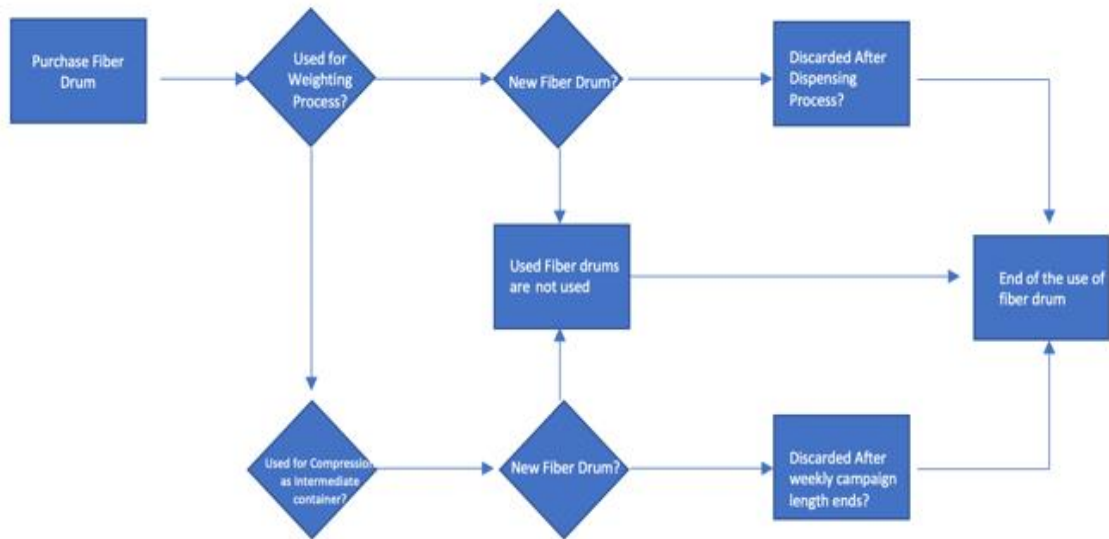 Purchase Fiber
Drum
Used for
Weighting
Process?
New Fiber Drum?
Discarded After
Dispensing
Process?
Used Fiber drums
are not used
End of the use of
fiber drum
Used for Compression
as Intermediate
container?
New Fiber Drum?
Discarded After
weekly campaign
length ends?